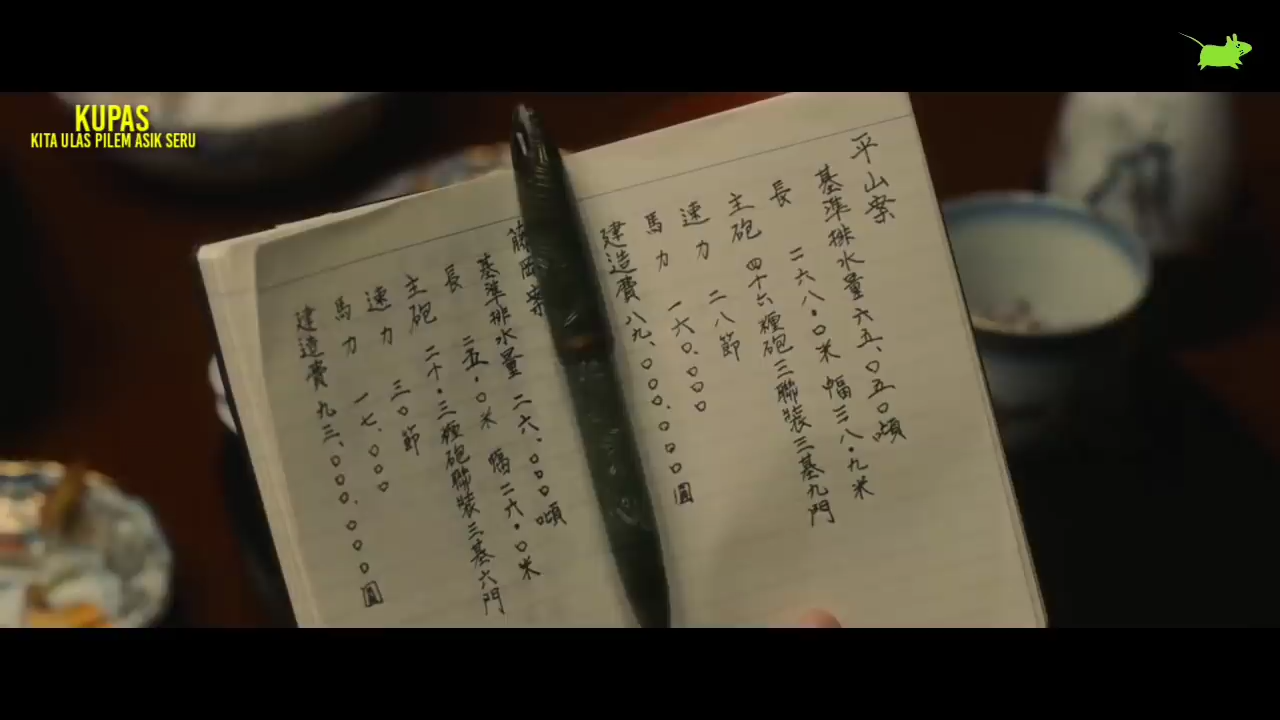 KUPAS
KITA ULAS PILEM ASIK SERU
平山案
基準排水量六五、〇五〇噸
長 二六八・〇米 幅三八・九米
主砲 四十六糎砲三聯装三基九門
速力 二八節
馬力 一六〇.〇〇〇
建造費八九、〇〇〇.〇〇〇圓
藤岡案
基準排水量 二六.〇〇〇噸
長 二五〇・〇米 幅二六・〇米
主砲 二十・三糎砲聯装三基六門
速力 三〇節
馬力 一七.〇〇〇
建造費九三、〇〇〇.〇〇〇圓